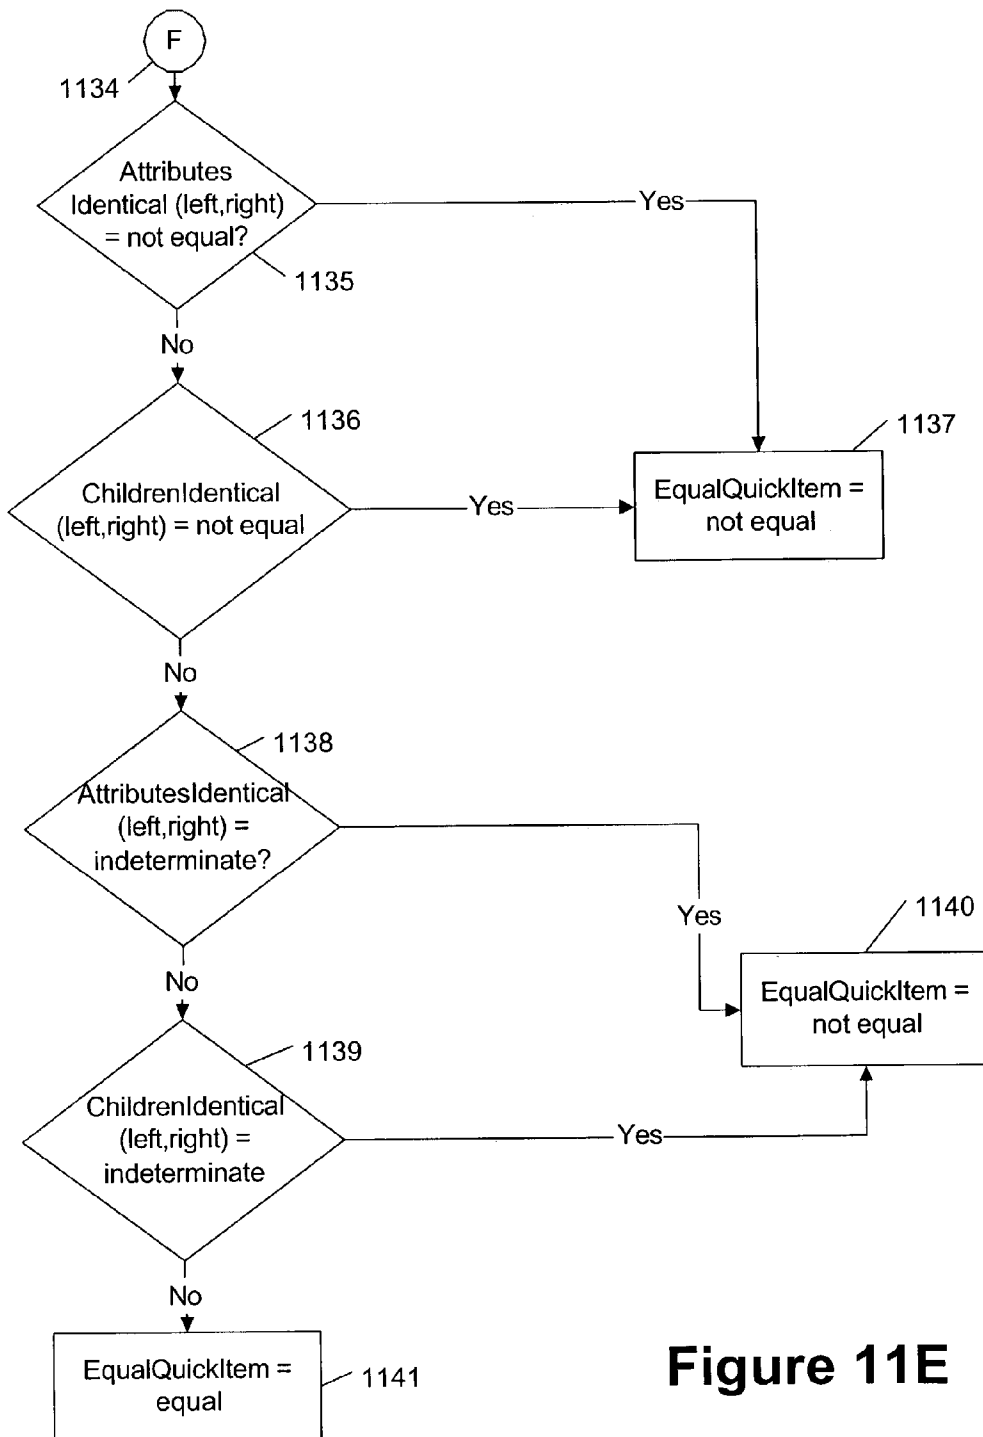 F
1134
Attributes
Identical (left,right)
= not equal?
1135
Yes
No
1136
ChildrenIdentical
(left,right) = not equal
Yes
1137
EqualQuickItem =
not equal
No
1138
AttributesIdentical
(left,right) =
indeterminate?
Yes
1140
EqualQuickItem =
not equal
No
1139
ChildrenIdentical
(left,right) =
indeterminate
Yes
No
EqualQuickItem =
equal
1141
Figure 11E